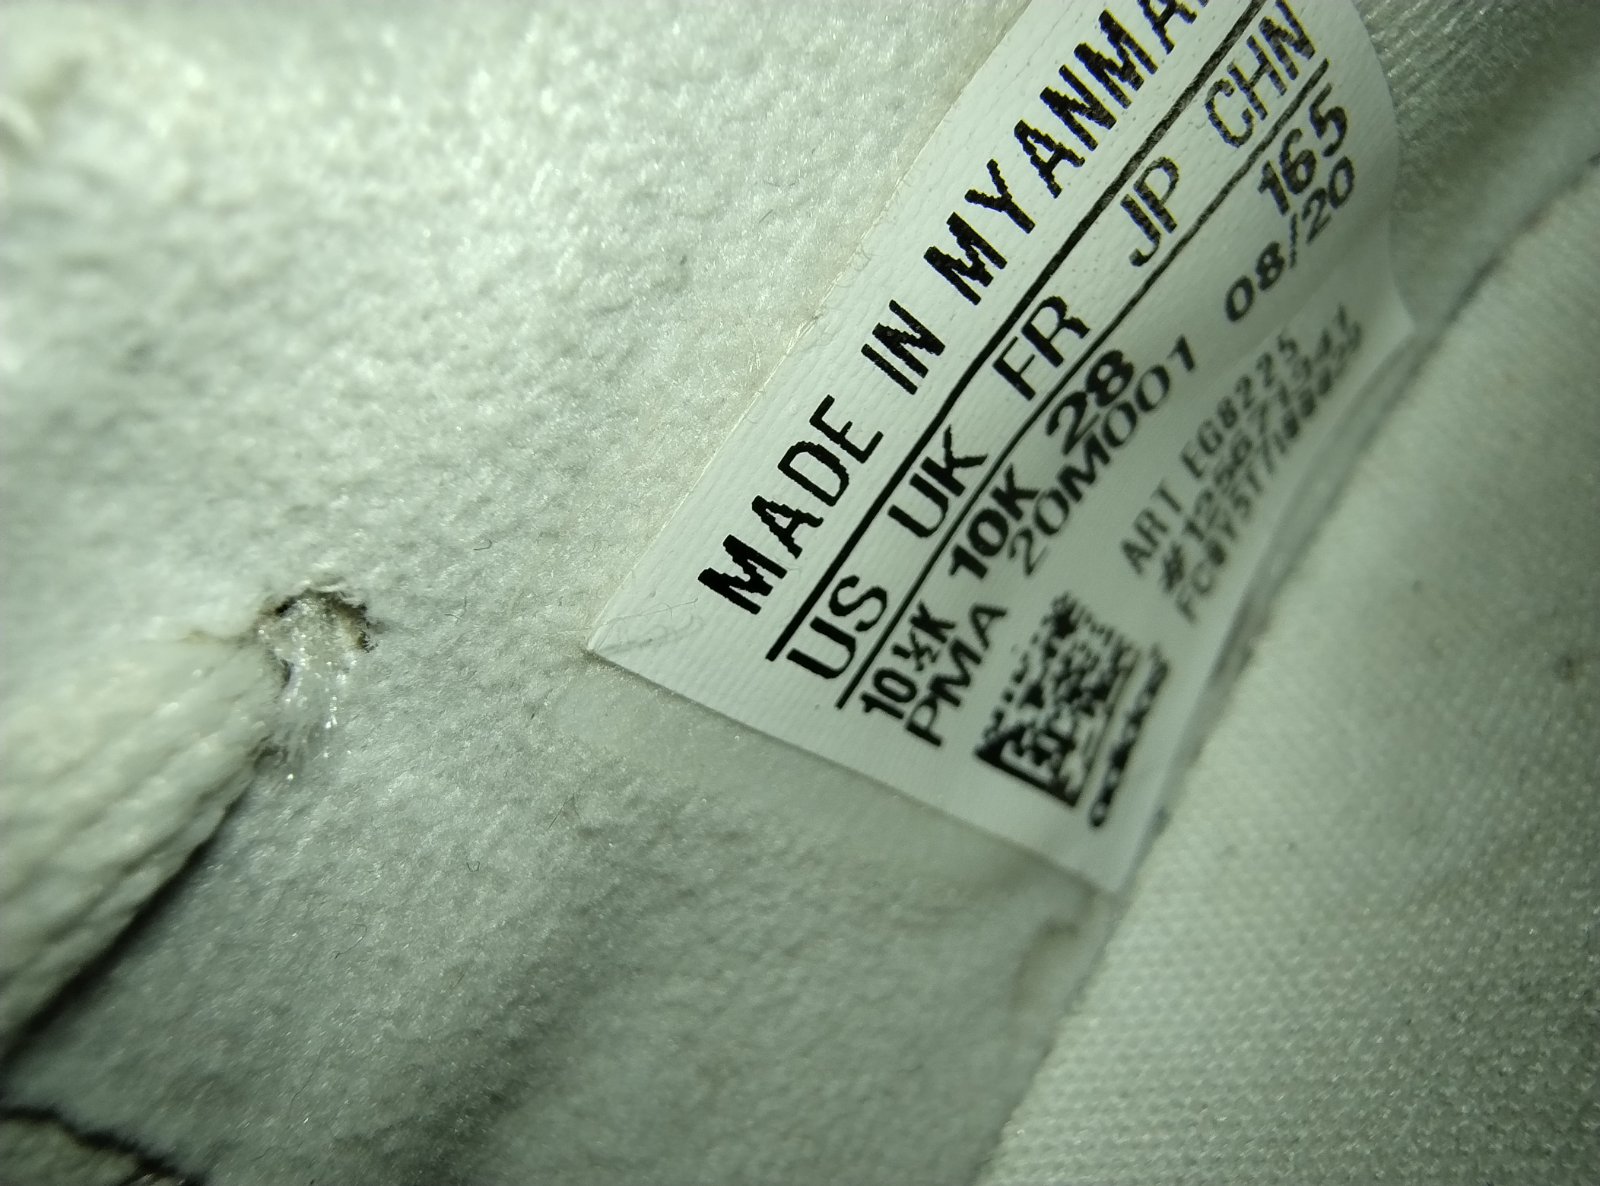 MADE IN MYANMA
US UK FR JP CHN
10½K 10K 28 165
PMA 20M001 08/20
ART EG8225